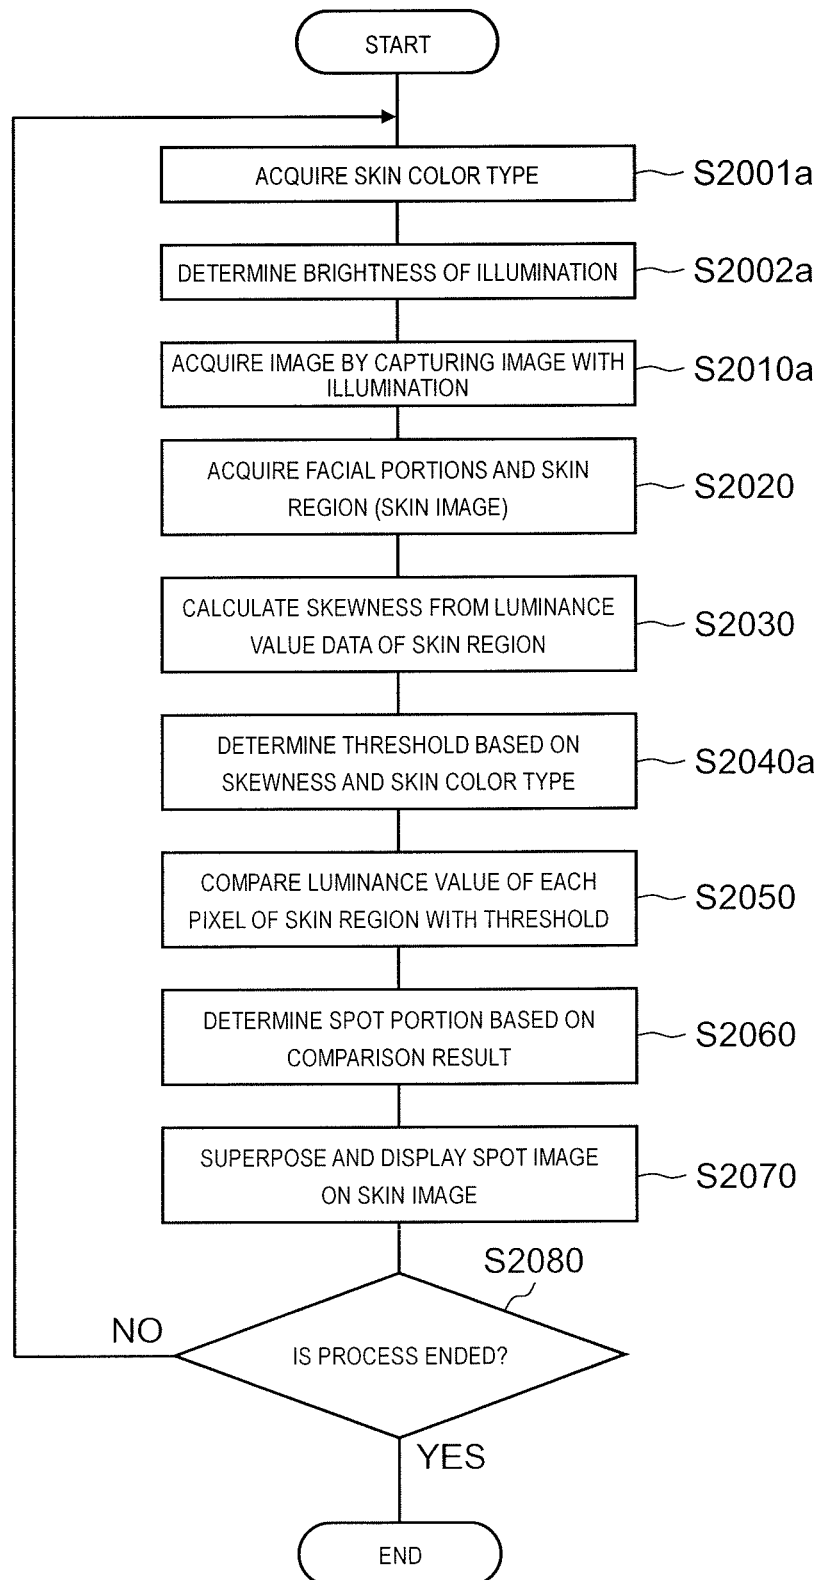 START
ACQUIRE SKIN COLOR TYPE
S2001a
DETERMINE BRIGHTNESS OF ILLUMINATION
S2002a
ACQUIRE IMAGE BY CAPTURING IMAGE WITH
ILLUMINATION
S2010a
ACQUIRE FACIAL PORTIONS AND SKIN
REGION (SKIN IMAGE)
S2020
CALCULATE SKEWNESS FROM LUMINANCE
VALUE DATA OF SKIN REGION
S2030
DETERMINE THRESHOLD BASED ON
SKEWNESS AND SKIN COLOR TYPE
S2040a
COMPARE LUMINANCE VALUE OF EACH
PIXEL OF SKIN REGION WITH THRESHOLD
S2050
DETERMINE SPOT PORTION BASED ON
COMPARISON RESULT
S2060
SUPERPOSE AND DISPLAY SPOT IMAGE
ON SKIN IMAGE
S2070
S2080
NO
IS PROCESS ENDED?
YES
END